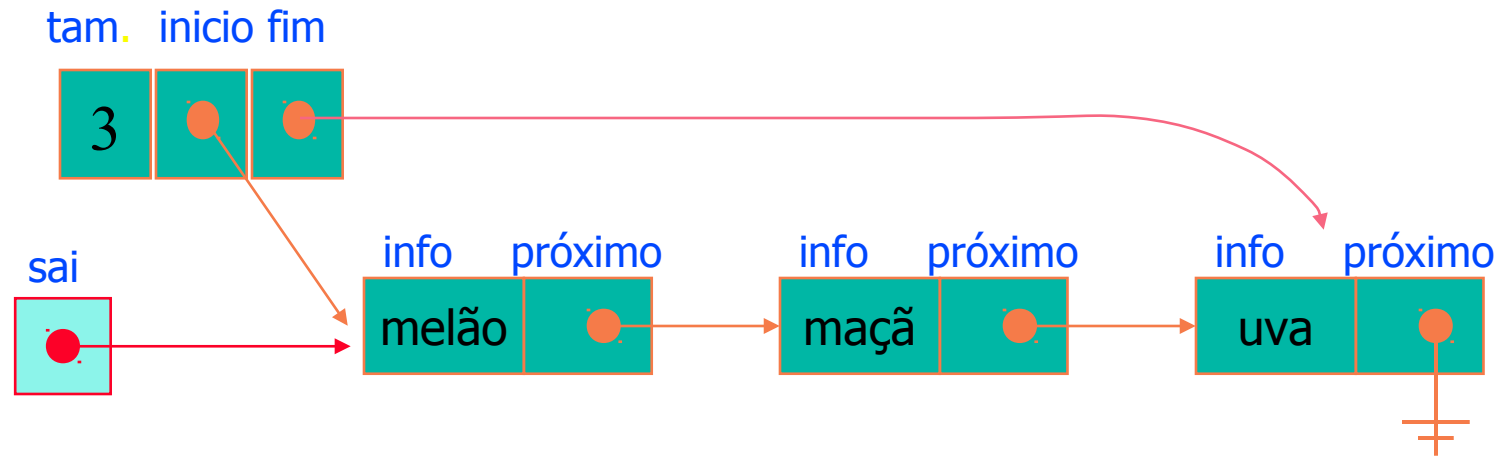 tam. inicio fim
3
sai
info próximo info próximo info próximo
melão maçã uva